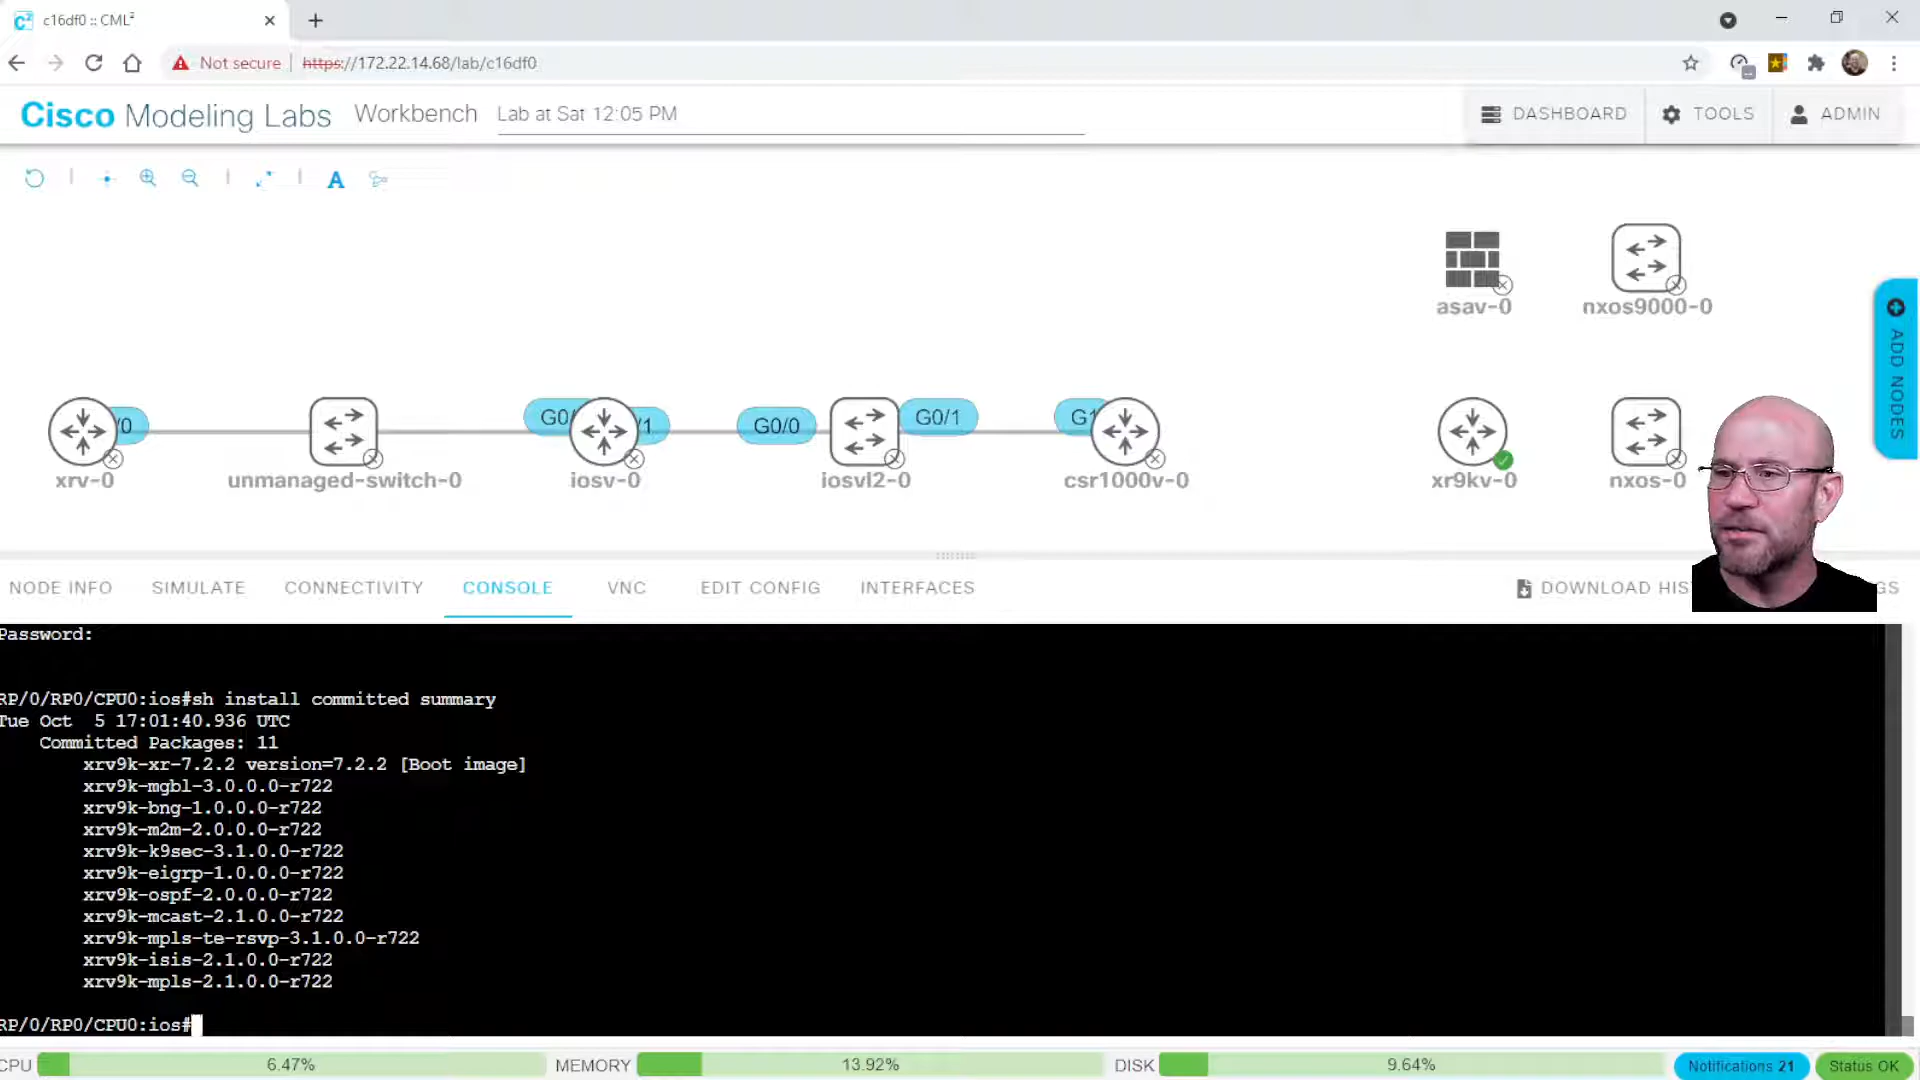 c16df0 :: CML²
Not secure
https://172.22.14.68/lab/c16df0
Cisco Modeling Labs Workbench Lab at Sat 12:05 PM
DASHBOARD TOOLS ADMIN
A
asav-0 nxos9000-0
ADD NODES
/0 G0/ /1 G0/0 G0/1 G1
xrv-0 unmanaged-switch-0 iosv-0 iosvl2-0 csr1000v-0 xr9kv-0 nxos-0
NODE INFO SIMULATE CONNECTIVITY CONSOLE VNC EDIT CONFIG INTERFACES DOWNLOAD HIS GS
Password:
RP/0/RP0/CPU0:ios#sh install committed summary
Tue Oct  5 17:01:40.936 UTC
Committed Packages: 11
xrv9k-xr-7.2.2 version=7.2.2 [Boot image]
xrv9k-mgbl-3.0.0.0-r722
xrv9k-bng-1.0.0.0-r722
xrv9k-m2m-2.0.0.0-r722
xrv9k-k9sec-3.1.0.0-r722
xrv9k-eigrp-1.0.0.0-r722
xrv9k-ospf-2.0.0.0-r722
xrv9k-mcast-2.1.0.0-r722
xrv9k-mpls-te-rsvp-3.1.0.0-r722
xrv9k-isis-2.1.0.0-r722
xrv9k-mpls-2.1.0.0-r722
RP/0/RP0/CPU0:ios#
CPU 6.47% MEMORY 13.92% DISK 9.64% Notifications 21 Status OK